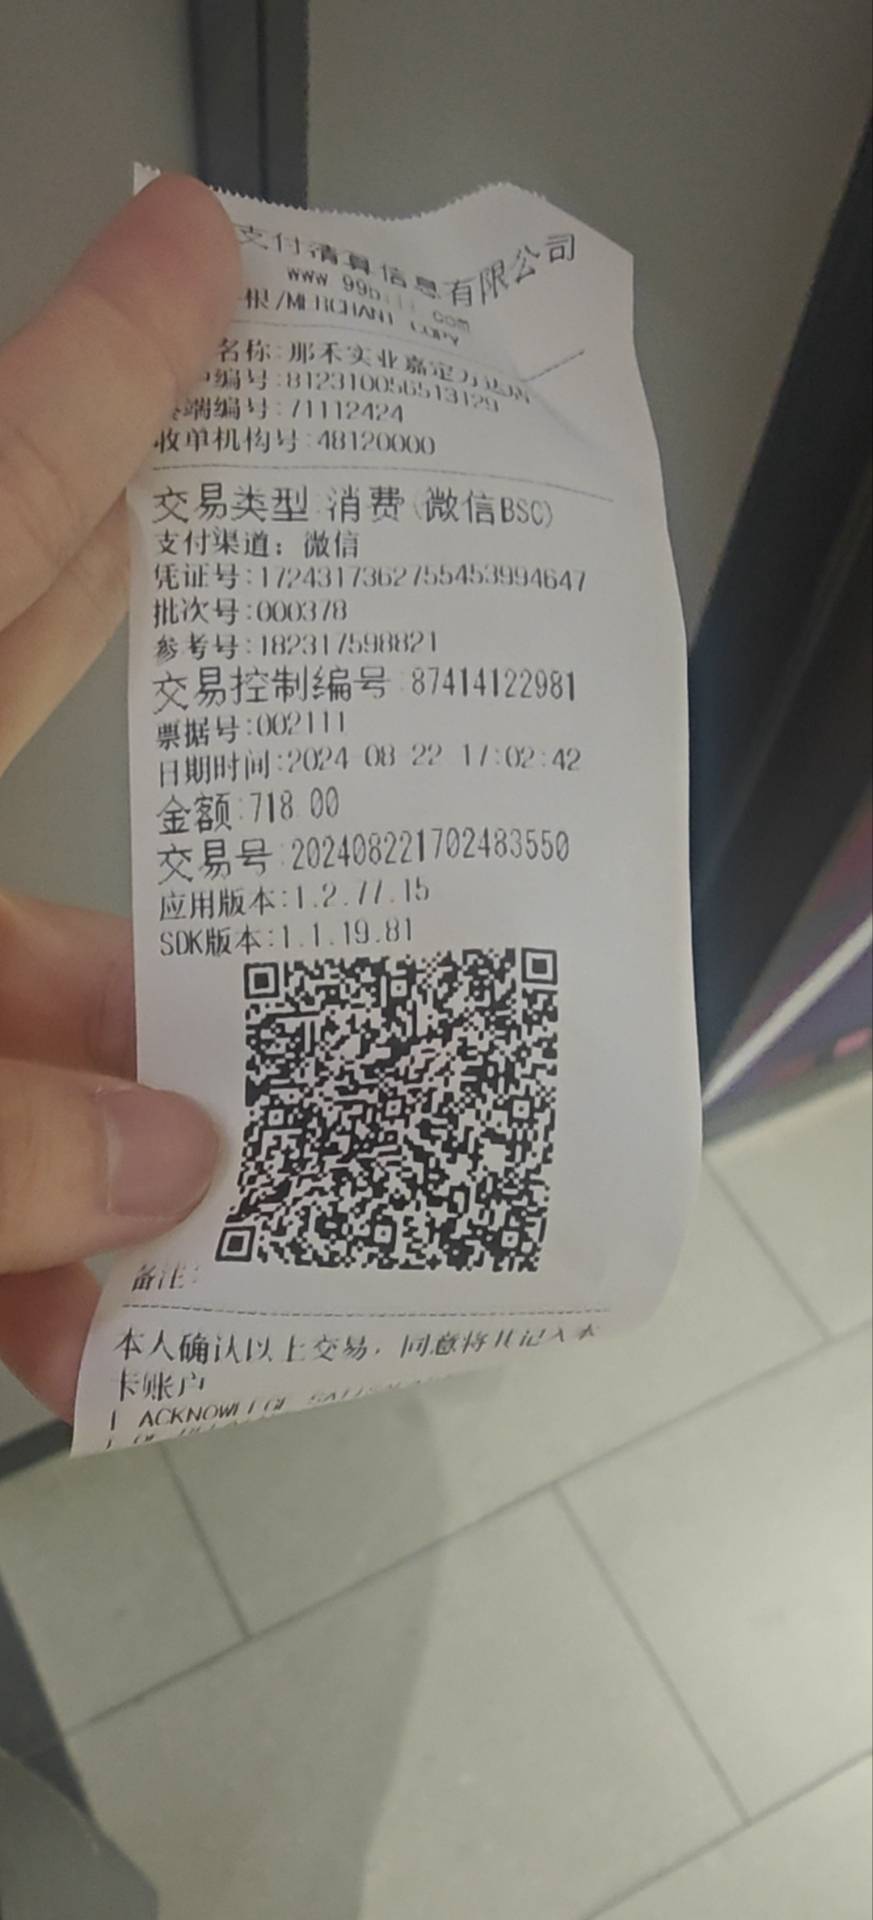 支付清算信息有限公司
www.99b com
根/MERCHANT COPY
名称:那禾实业嘉定万达店
编号:812310056513129
端编号:71112424
收单机构号:48120000
交易类型:消费(微信BSC)
支付渠道：微信
凭证号:1724317362755453994647
批次号:000378
参考号:182317598821
交易控制编号:87414122981
票据号:002111
日期时间:2024-08-22 17:02:42
金额:718.00
交易号:202408221702483550
应用版本:1.2.77.15
SDK版本:1.1.19.81
备注:
本人确认以上交易，同意将其记入本
卡账户
I ACKNOWLEDGE